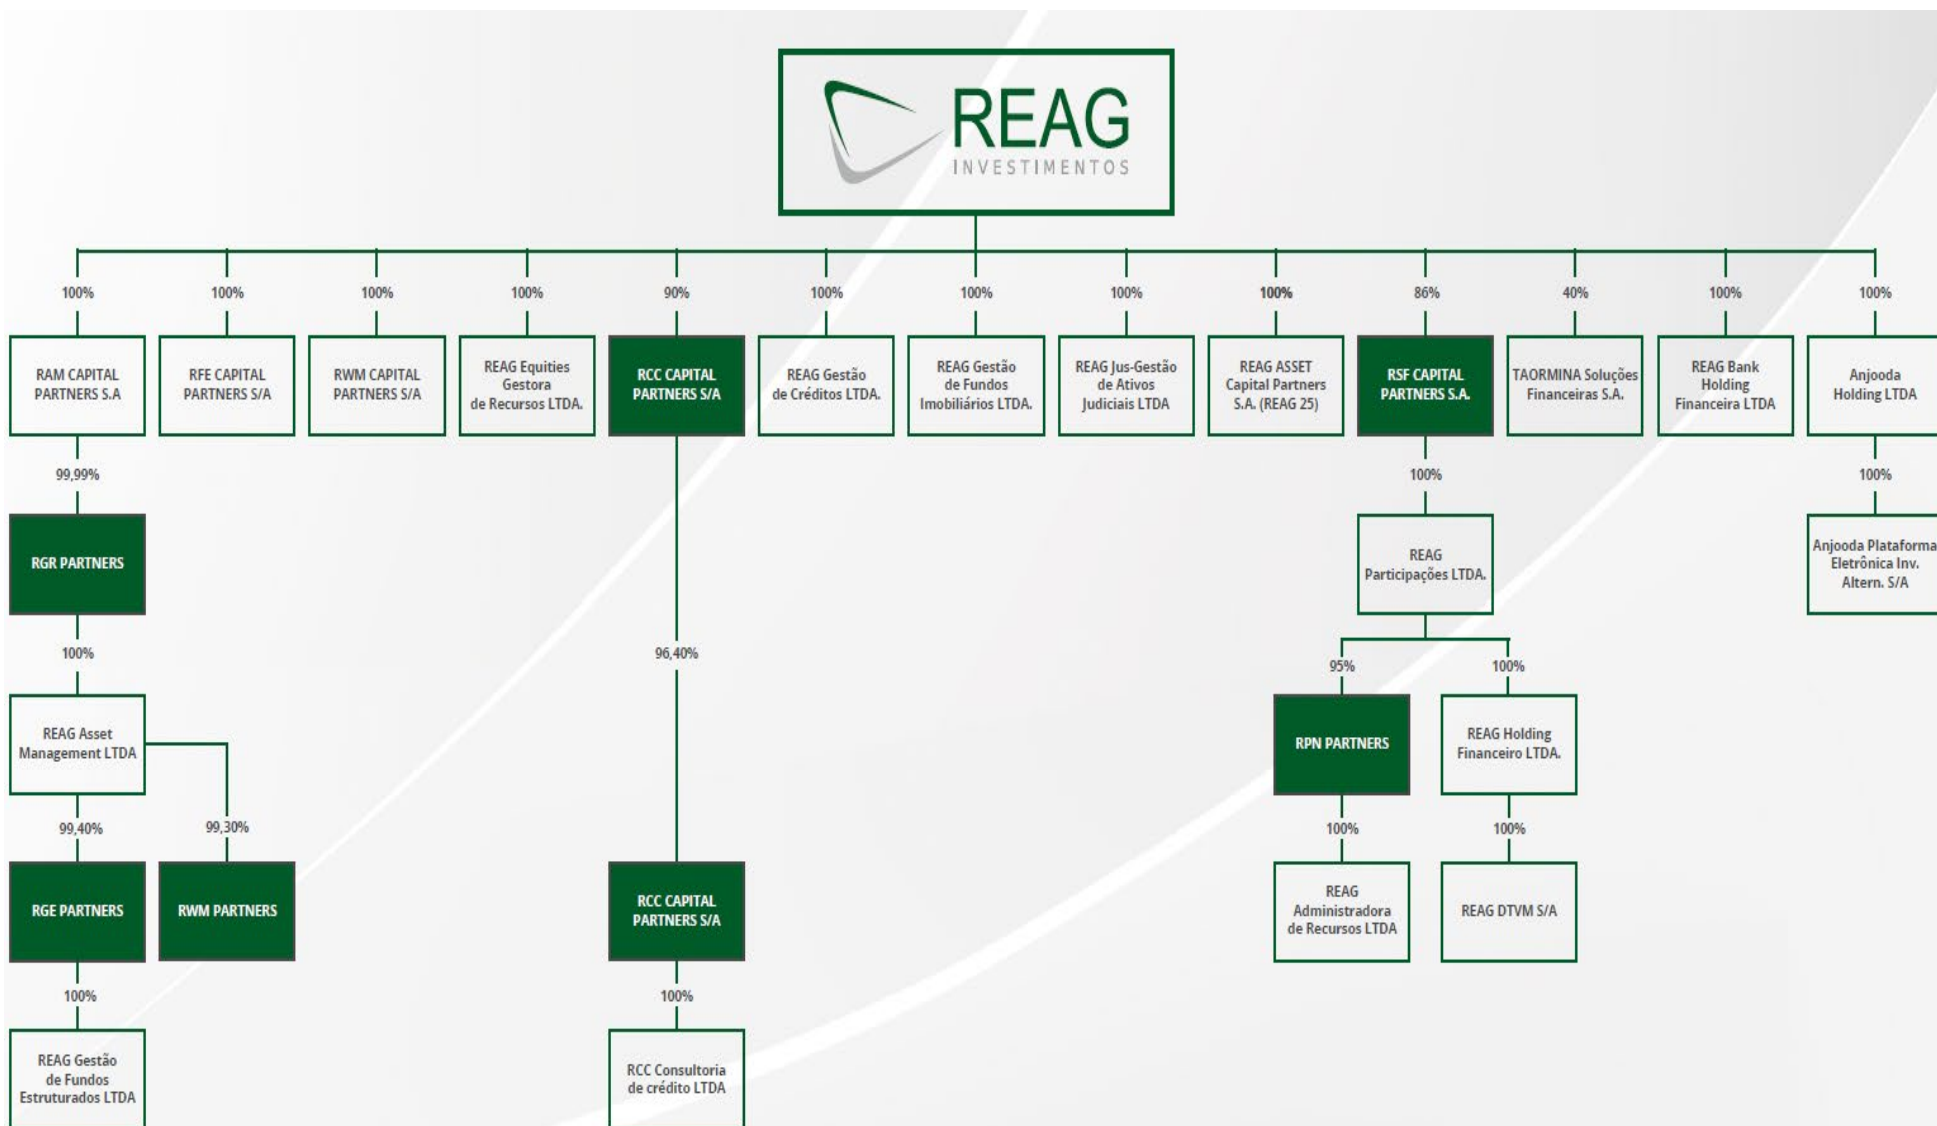 REAG
INVESTIMENTOS
100%
100%
100%
100%
90%
100%
100%
100%
100%
86%
40%
100%
100%
RAM CAPITAL
PARTNERS S.A
RFE CAPITAL
PARTNERS S/A
RWM CAPITAL
PARTNERS S/A
REAG Equities
Gestora
de Recursos LTDA.
RCC CAPITAL
PARTNERS S/A
REAG Gestão
de Créditos LTDA.
REAG Gestão
de Fundos
Imobiliários LTDA.
REAG Jus-Gestão
de Ativos
Judiciais LTDA
REAG ASSET
Capital Partners
S.A. (REAG 25)
RSF CAPITAL
PARTNERS S.A.
TAORMINA Soluções
Financeiras S.A.
REAG Bank
Holding
Financeira LTDA
Anjooda
Holding LTDA
99,99%
100%
100%
RGR PARTNERS
REAG
Participações LTDA.
Anjooda Plataforma
Eletrônica Inv.
Altern. S/A
100%
96,40%
95%
100%
REAG Asset
Management LTDA
RPN PARTNERS
REAG Holding
Financeiro LTDA.
99,40%
99,30%
100%
100%
RGE PARTNERS
RWM PARTNERS
RCC CAPITAL
PARTNERS S/A
REAG
Administradora
de Recursos LTDA
REAG DTVM S/A
100%
100%
REAG Gestão
de Fundos
Estruturados LTDA
RCC Consultoria
de crédito LTDA